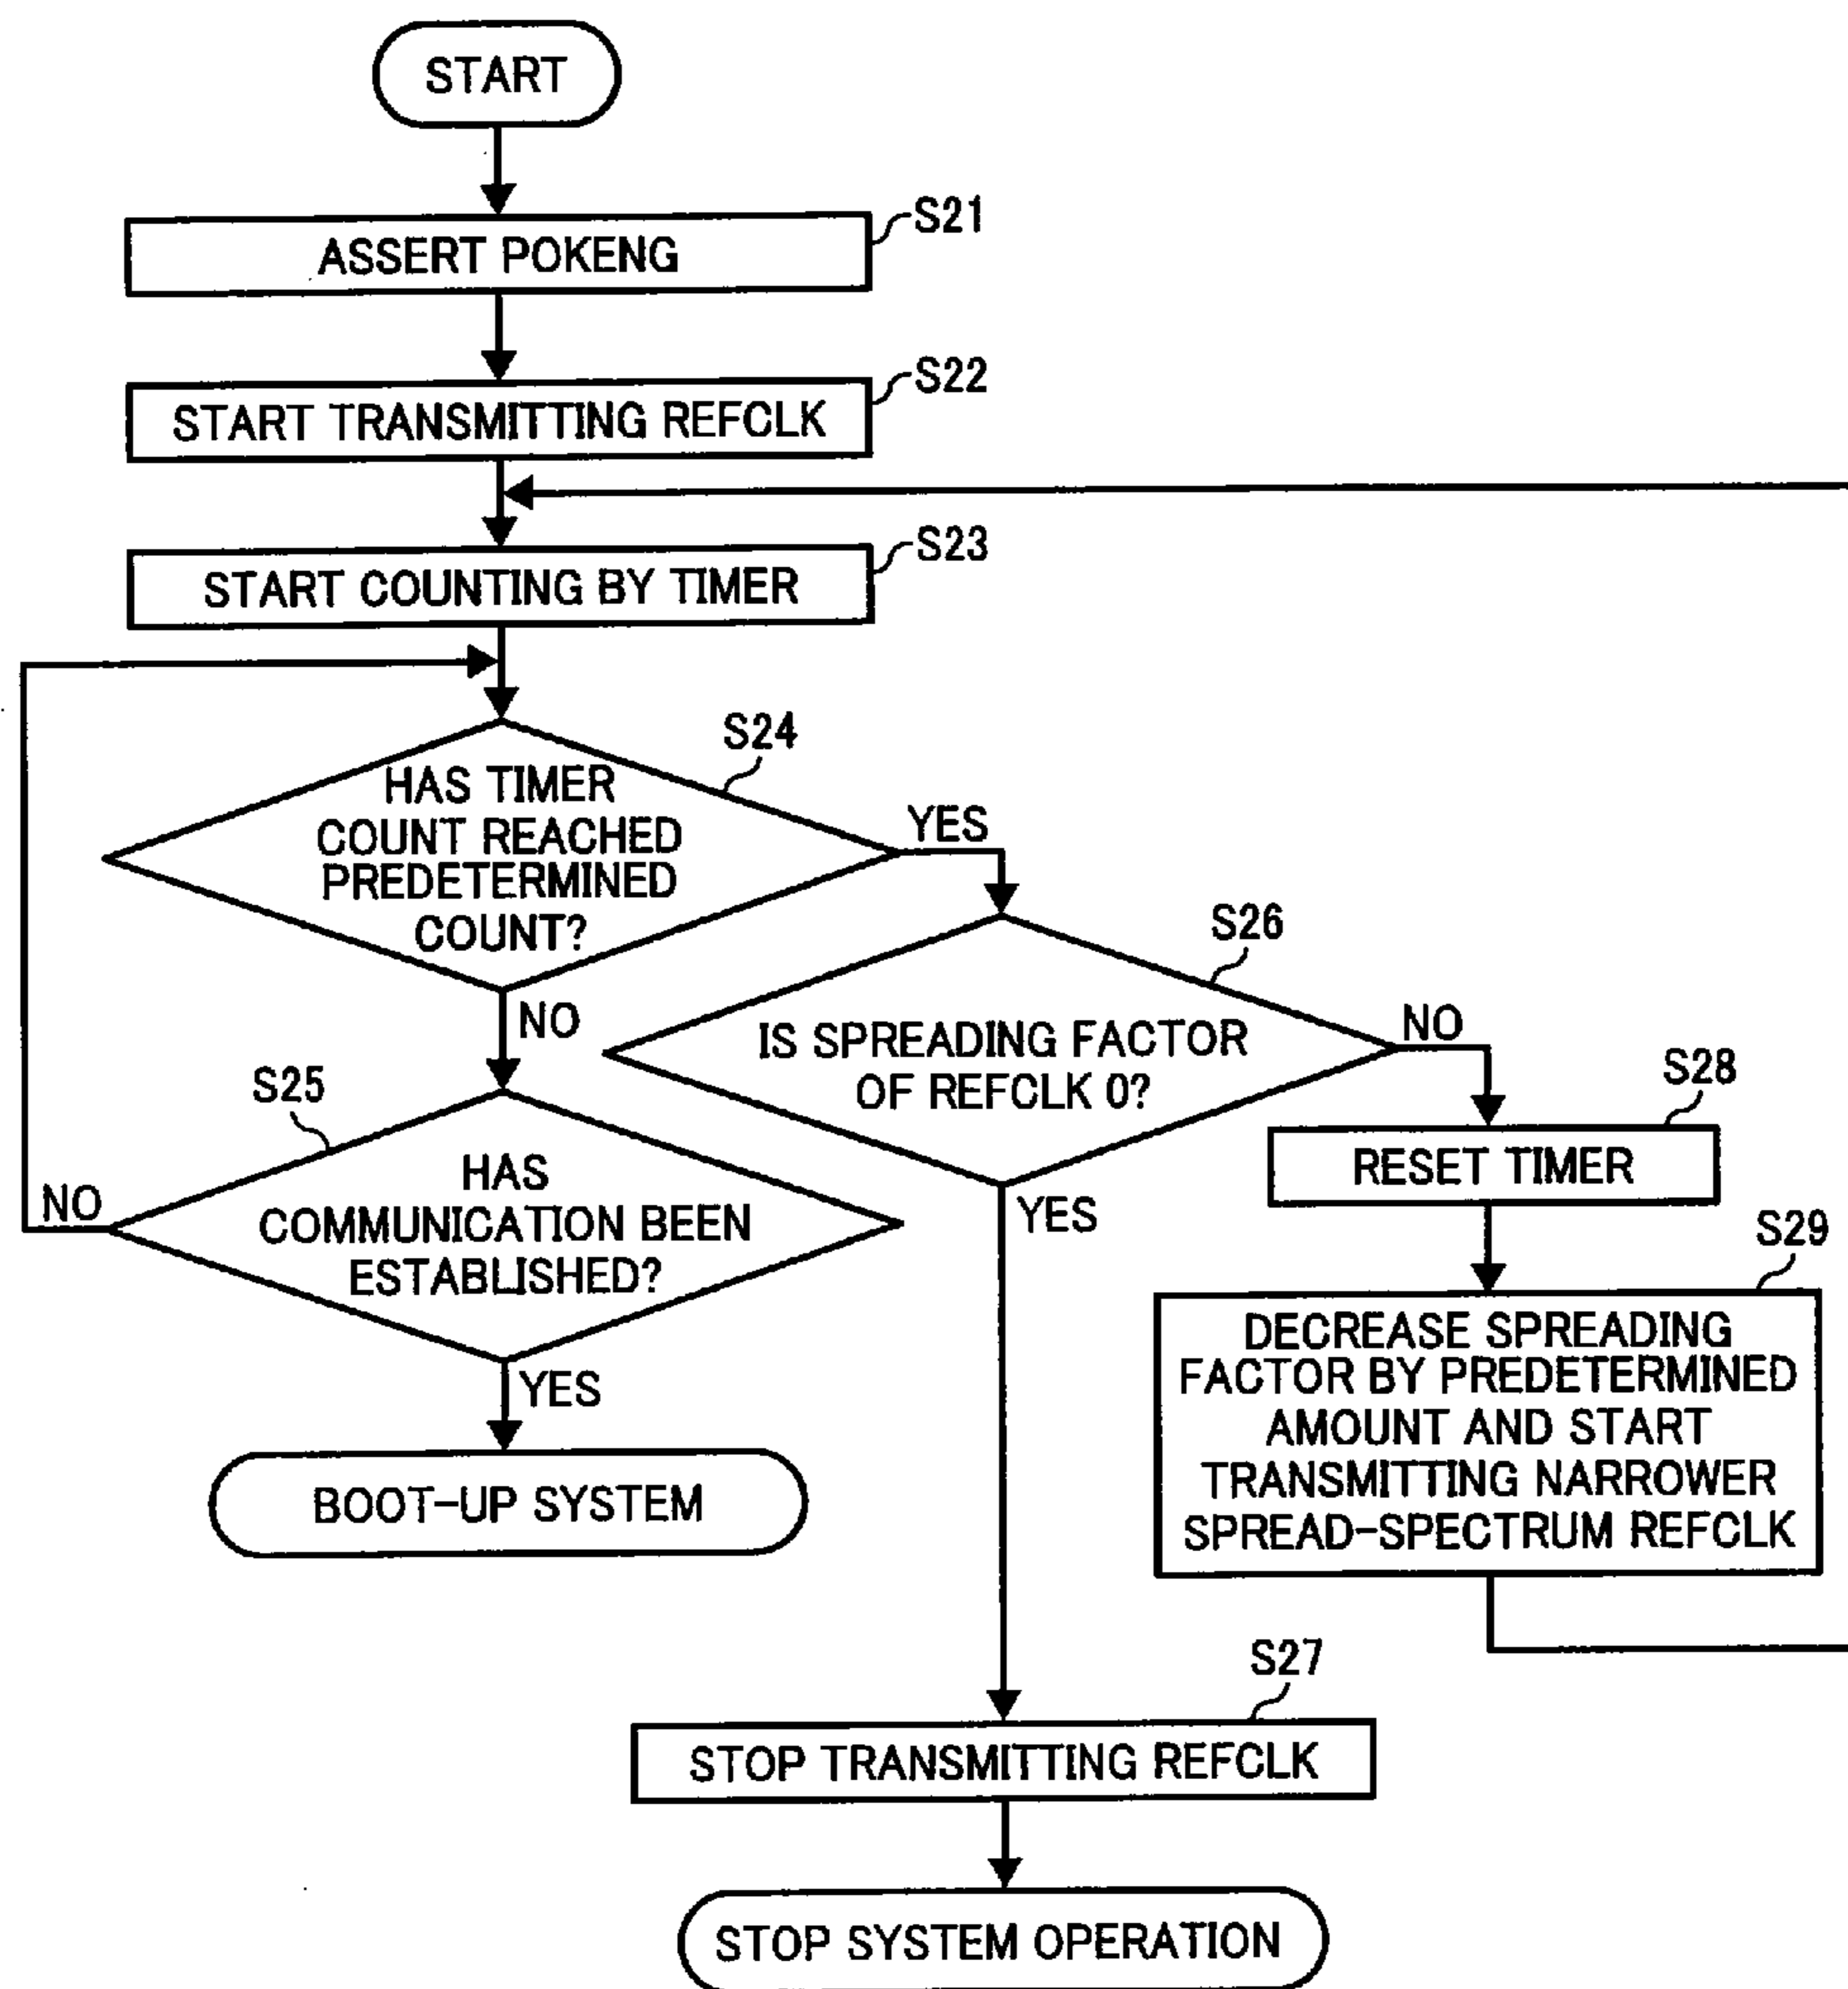 START
S21
ASSERT POKENG
S22
START TRANSMITTING REFCLK
S23
START COUNTING BY TIMER
S24
HAS TIMER
COUNT REACHED
PREDETERMINED
COUNT?
YES
NO
S25
HAS
COMMUNICATION BEEN
ESTABLISHED?
NO
YES
BOOT-UP SYSTEM
S26
IS SPREADING FACTOR
OF REFCLK 0?
NO
YES
S28
RESET TIMER
S29
DECREASE SPREADING
FACTOR BY PREDETERMINED
AMOUNT AND START
TRANSMITTING NARROWER
SPREAD-SPECTRUM REFCLK
S27
STOP TRANSMITTING REFCLK
STOP SYSTEM OPERATION